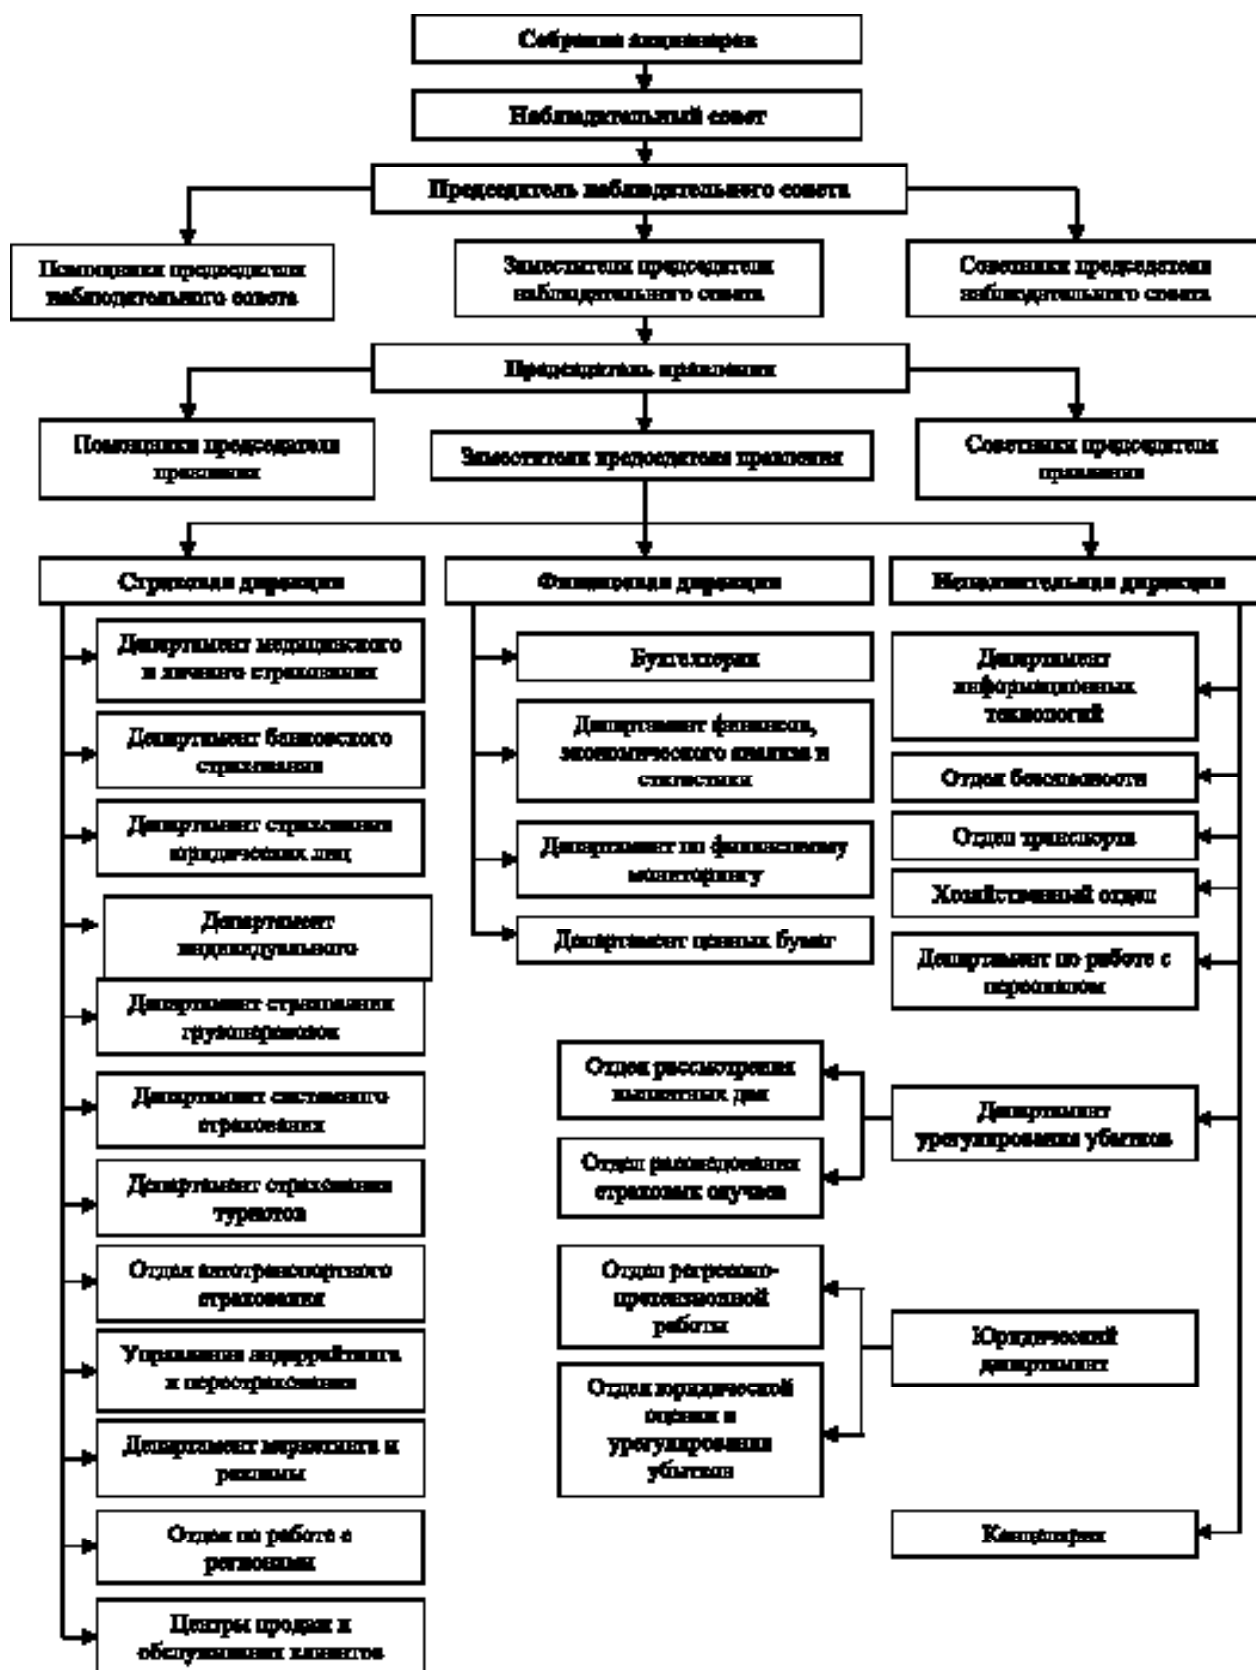 Собрание акционеров
Наблюдательный совет
Председатель наблюдательного совета
Помощники председателя
наблюдательного совета
Заместители председателя
наблюдательного совета
Советники председателя
наблюдательного совета
Председатель правления
Помощники председателя
правления
Заместители председателя правления
Советники председателя
правления
Страховая дирекция
Департамент медицинского
и личного страхования
Департамент банковского
страхования
Департамент страхования
юридических лиц
Департамент
индивидуального
Департамент страхования
грузоперевозок
Департамент системного
страхования
Департамент страхования
туристов
Отдел автотранспортного
страхования
Управление андеррайтинга
и перестрахования
Департамент маркетинга и
рекламы
Отдел по работе с
регионами
Центры продаж и
обслуживания клиентов
Финансовая дирекция
Бухгалтерия
Департамент финансов,
экономического анализа и
статистики
Департамент по финансовому
мониторингу
Департамент ценных бумаг
Исполнительная дирекция
Департамент
информационных
технологий
Отдел безопасности
Отдел транспорта
Хозяйственный отдел
Департамент по работе с
персоналом
Департамент
урегулирования убытков
Отдел рассмотрения
выплатных дел
Отдел расследования
страховых случаев
Юридический
департамент
Отдел регрессно-
претензионной
работы
Отдел юридической
оценки и
урегулирования
убытков
Канцелярия